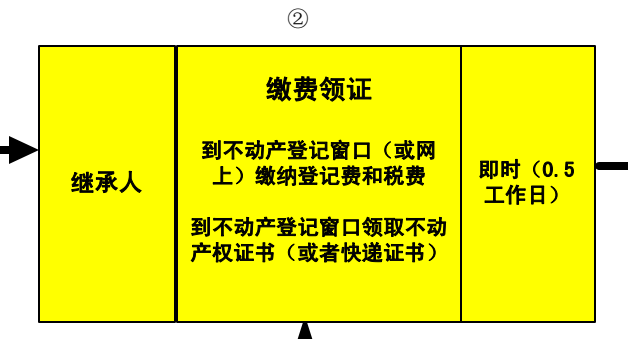 ②
缴费领证
到不动产登记窗口（或网
上）缴纳登记费和税费
到不动产登记窗口领取不动
产权证书（或者快递证书）
继承人
即时（0.5
工作日）